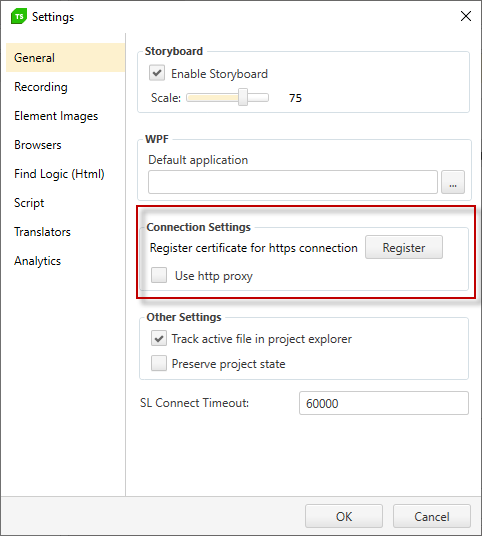 TS Settings
General
Recording
Element Images
Browsers
Find Logic (Html)
Script
Translators
Analytics
Storyboard
Enable Storyboard
Scale: 75
WPF
Default application
...
Connection Settings
Register certificate for https connection Register
Use http proxy
Other Settings
Track active file in project explorer
Preserve project state
SL Connect Timeout: 60000
OK Cancel